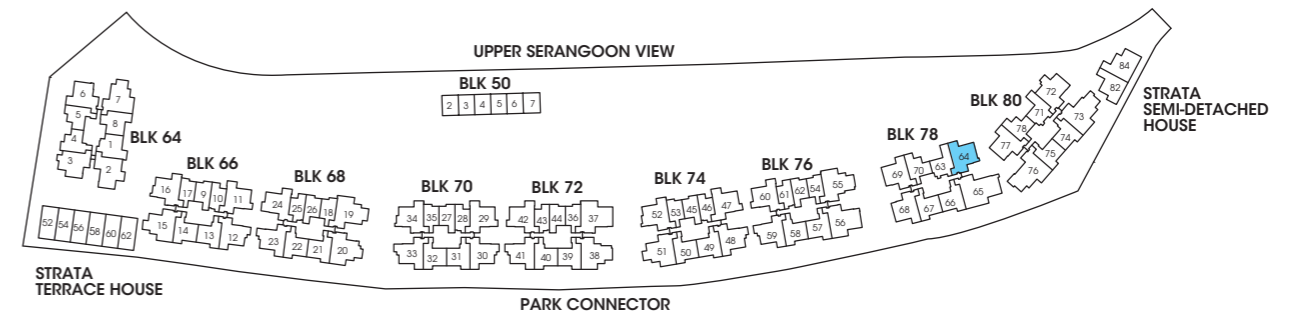 UPPER SERANGOON VIEW
BLK 50
2 3 4 5 6 7
BLK 64
6 7
5 8
4 1
3 2
BLK 66
16 17 9 10 11
15 14 13 12
BLK 68
24 25 26 18 19
23 22 21 20
BLK 70
34 35 27 28 29
33 32 31 30
BLK 72
42 43 44 36 37
41 40 39 38
BLK 74
52 53 45 46 47
51 50 49 48
BLK 76
60 61 62 54 55
59 58 57 56
BLK 78
69 70 63 64
68 67 66 65
BLK 80
72
71 73
78 74
77 75
76
84
82
STRATA
SEMI-DETACHED
HOUSE
52 54 56 58 60 62
STRATA
TERRACE HOUSE
PARK CONNECTOR